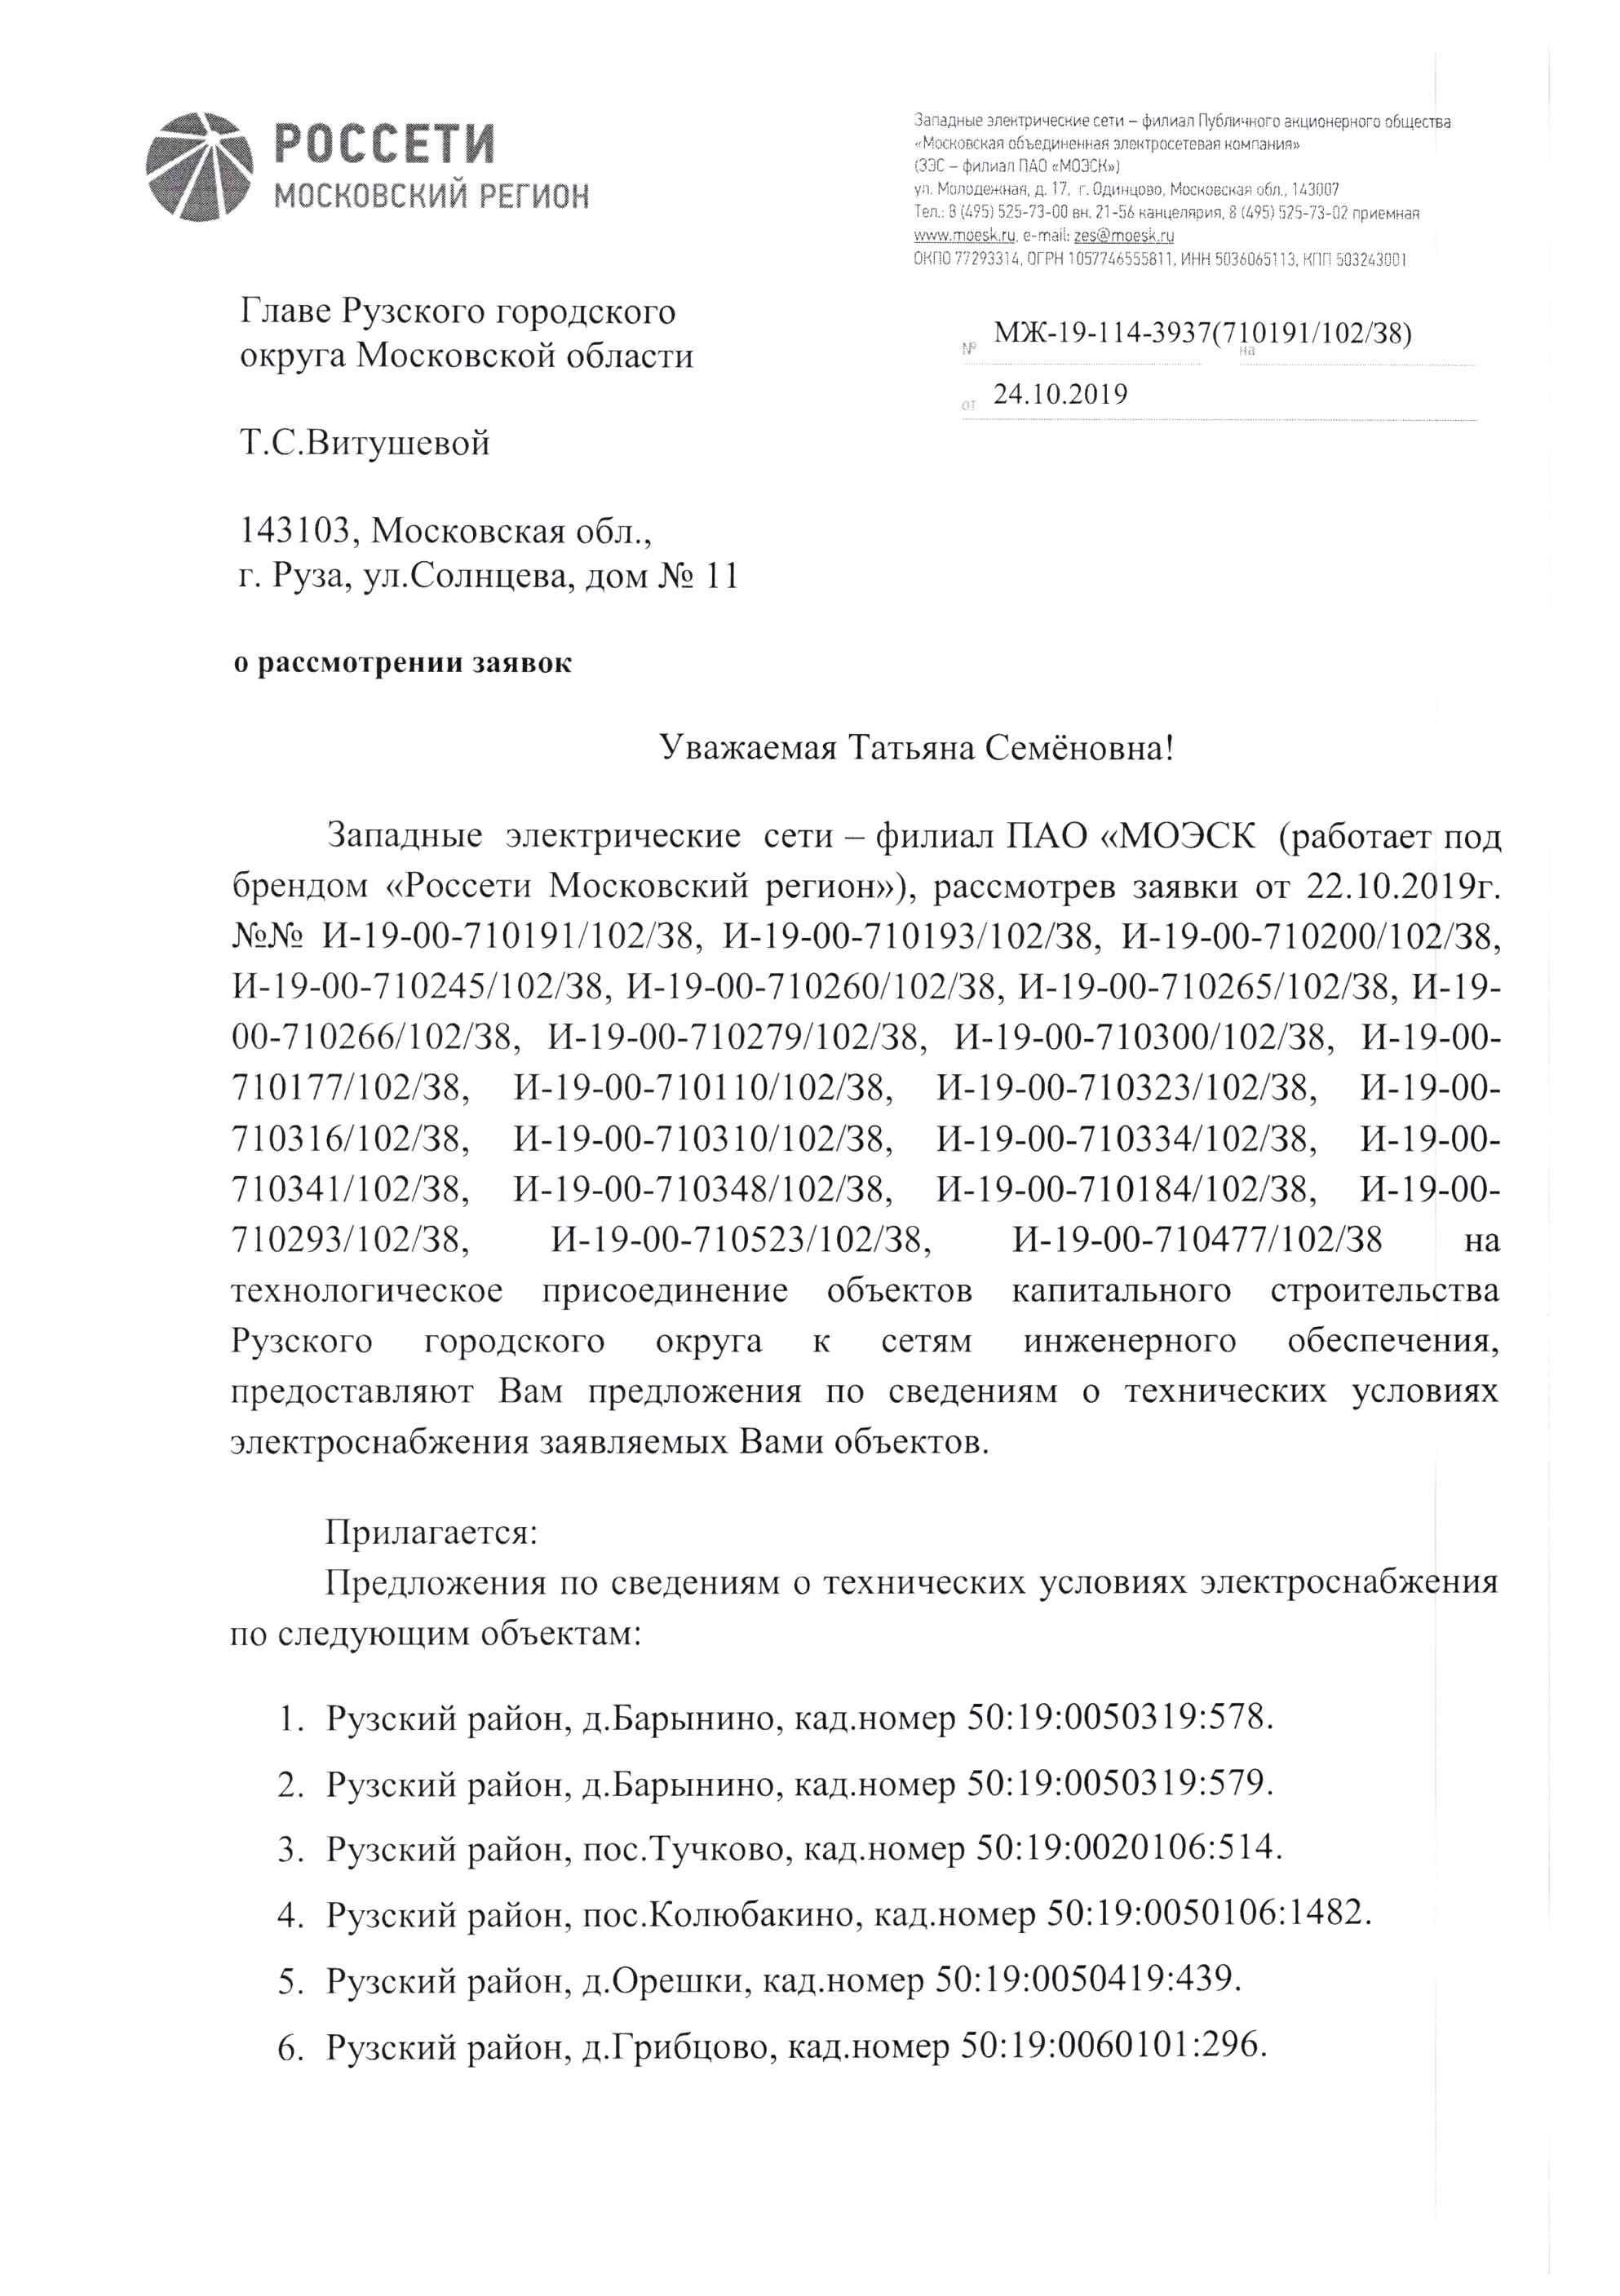 РОССЕТИ
МОСКОВСКИЙ РЕГИОН
Западные электрические сети – филиал Публичного акционерного общества
«Московская объединенная электросетевая компания»
(ЗЭС – филиал ПАО «МОЭСК»)
ул. Молодежная, д. 17, г. Одинцово, Московская обл., 143007
Тел.: 8 (495) 525-73-00 вн. 21-56 канцелярия, 8 (495) 525-73-02 приемная
www.moesk.ru, e-mail: zes@moesk.ru
ОКПО 77293314, ОГРН 1057746555811, ИНН 5036065113, КПП 503243001
Главе Рузского городского
округа Московской области
№ МЖ-19-114-3937(710191/102/38)
на
от 24.10.2019
Т.С.Витушевой
143103, Московская обл.,
г. Руза, ул.Солнцева, дом № 11
о рассмотрении заявок
Уважаемая Татьяна Семёновна!
Западные электрические сети – филиал ПАО «МОЭСК (работает под
брендом «Россети Московский регион»), рассмотрев заявки от 22.10.2019г.
№№ И-19-00-710191/102/38, И-19-00-710193/102/38, И-19-00-710200/102/38,
И-19-00-710245/102/38, И-19-00-710260/102/38, И-19-00-710265/102/38, И-19-
00-710266/102/38, И-19-00-710279/102/38, И-19-00-710300/102/38, И-19-00-
710177/102/38, И-19-00-710110/102/38, И-19-00-710323/102/38, И-19-00-
710316/102/38, И-19-00-710310/102/38, И-19-00-710334/102/38, И-19-00-
710341/102/38, И-19-00-710348/102/38, И-19-00-710184/102/38, И-19-00-
710293/102/38, И-19-00-710523/102/38, И-19-00-710477/102/38 на
технологическое присоединение объектов капитального строительства
Рузского городского округа к сетям инженерного обеспечения,
предоставляют Вам предложения по сведениям о технических условиях
электроснабжения заявляемых Вами объектов.
Прилагается:
Предложения по сведениям о технических условиях электроснабжения
по следующим объектам:
1. Рузский район, д.Барынино, кад.номер 50:19:0050319:578.
2. Рузский район, д.Барынино, кад.номер 50:19:0050319:579.
3. Рузский район, пос.Тучково, кад.номер 50:19:0020106:514.
4. Рузский район, пос.Колюбакино, кад.номер 50:19:0050106:1482.
5. Рузский район, д.Орешки, кад.номер 50:19:0050419:439.
6. Рузский район, д.Грибцово, кад.номер 50:19:0060101:296.